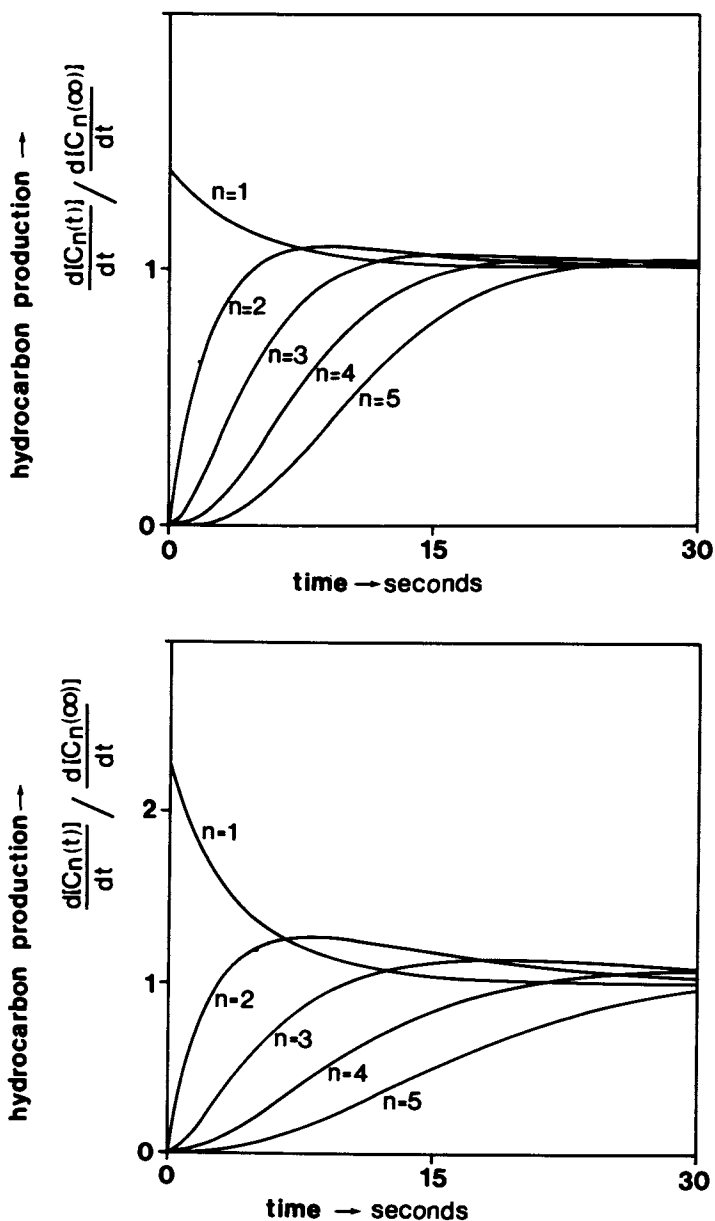 hydrocarbon production →
d[Cn(t)] / d[Cn(∞)]
dt dt
n=1
1
n=2
n=3
n=4
n=5
0
0 15 30
time → seconds
hydrocarbon production →
d[Cn(t)] / d[Cn(∞)]
dt dt
2
n=1
1
n=2
n=3
n=4
n=5
0
0 15 30
time → seconds